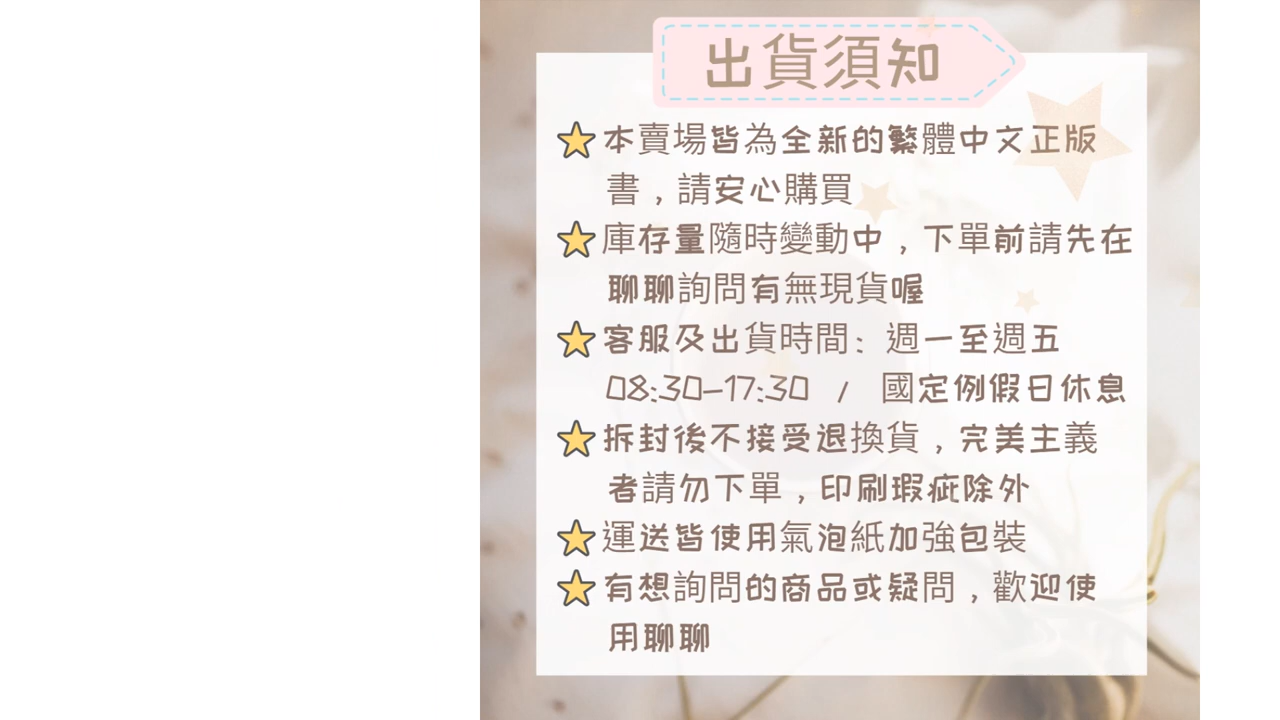 出貨須知
本賣場皆為全新的繁體中文正版
書，請安心購買
庫存量隨時變動中，下單前請先在
聊聊詢問有無現貨喔
客服及出貨時間：週一至週五
08:30-17:30 / 國定例假日休息
拆封後不接受退換貨，完美主義
者請勿下單，印刷瑕疵除外
運送皆使用氣泡紙加強包裝
有想詢問的商品或疑問，歡迎使
用聊聊